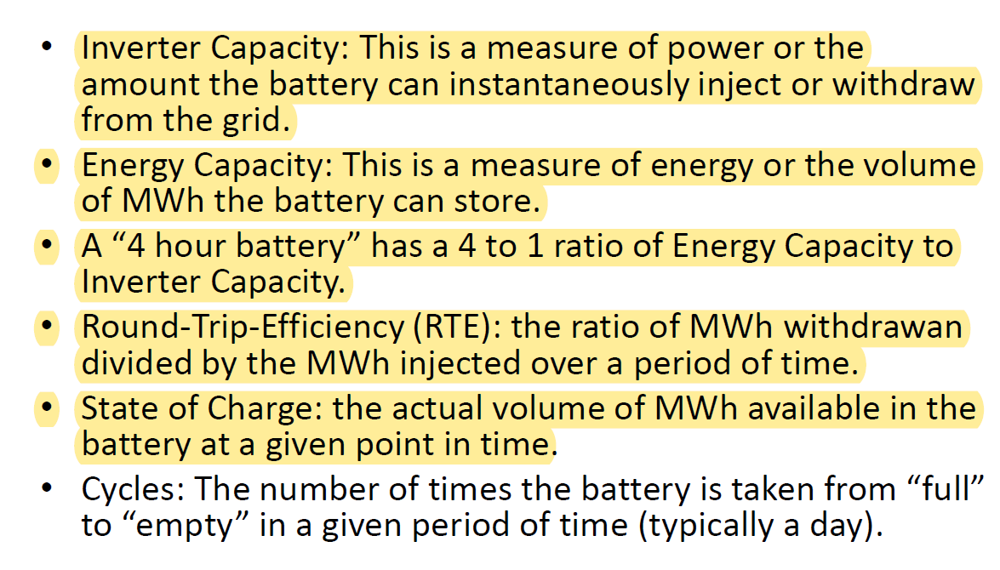 • Inverter Capacity: This is a measure of power or the
amount the battery can instantaneously inject or withdraw
from the grid.
• Energy Capacity: This is a measure of energy or the volume
of MWh the battery can store.
• A “4 hour battery” has a 4 to 1 ratio of Energy Capacity to
Inverter Capacity.
• Round-Trip-Efficiency (RTE): the ratio of MWh withdrawan
divided by the MWh injected over a period of time.
• State of Charge: the actual volume of MWh available in the
battery at a given point in time.
• Cycles: The number of times the battery is taken from “full”
to “empty” in a given period of time (typically a day).